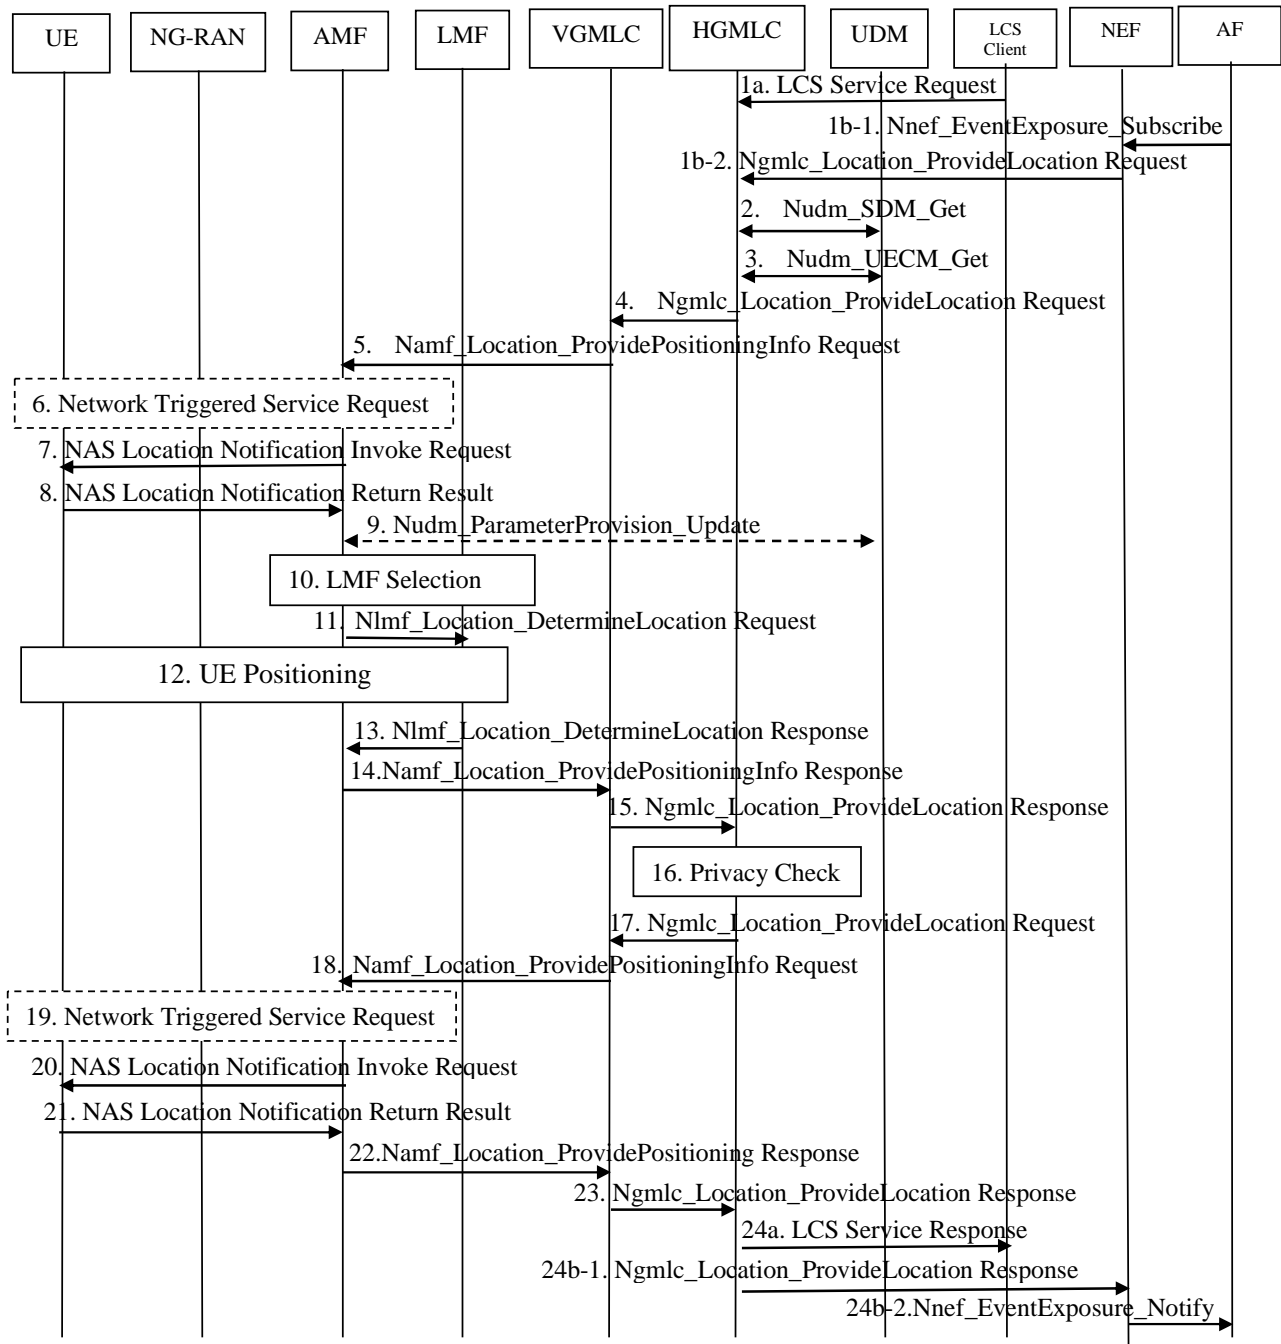 UE
NG-RAN
AMF
LMF
VGMLC
HGMLC
UDM
LCS
Client
NEF
AF
1a. LCS Service Request
1b-1. Nnef_EventExposure_Subscribe
1b-2. Ngmlc_Location_ProvideLocation Request
2. Nudm_SDM_Get
3. Nudm_UECM_Get
4. Ngmlc_Location_ProvideLocation Request
5. Namf_Location_ProvidePositioningInfo Request
6. Network Triggered Service Request
7. NAS Location Notification Invoke Request
8. NAS Location Notification Return Result
9. Nudm_ParameterProvision_Update
10. LMF Selection
11. Nlmf_Location_DetermineLocation Request
12. UE Positioning
13. Nlmf_Location_DetermineLocation Response
14.Namf_Location_ProvidePositioningInfo Response
15. Ngmlc_Location_ProvideLocation Response
16. Privacy Check
17. Ngmlc_Location_ProvideLocation Request
18. Namf_Location_ProvidePositioningInfo Request
19. Network Triggered Service Request
20. NAS Location Notification Invoke Request
21. NAS Location Notification Return Result
22.Namf_Location_ProvidePositioning Response
23. Ngmlc_Location_ProvideLocation Response
24a. LCS Service Response
24b-1. Ngmlc_Location_ProvideLocation Response
24b-2.Nnef_EventExposure_Notify